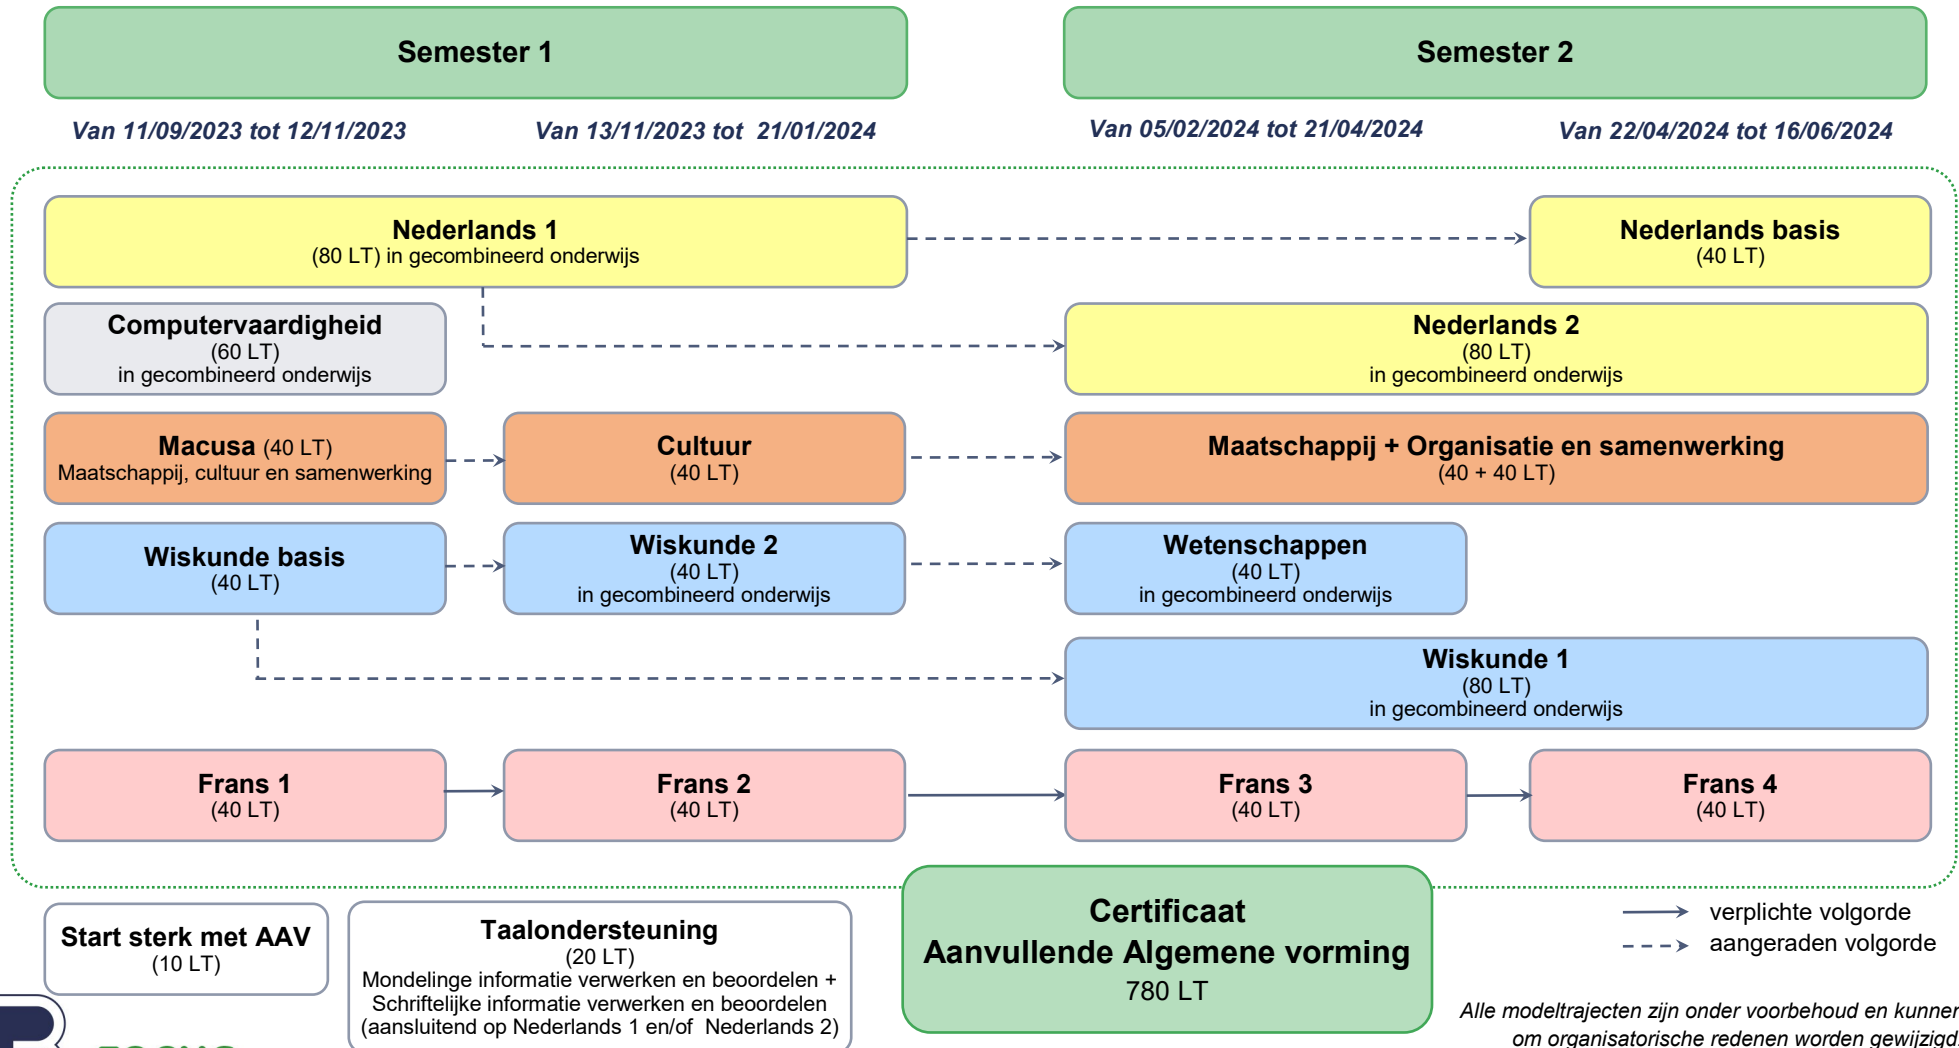 Semester 1
Semester 2
Van 11/09/2023 tot 12/11/2023
Van 13/11/2023 tot 21/01/2024
Van 05/02/2024 tot 21/04/2024
Van 22/04/2024 tot 16/06/2024
Nederlands 1
(80 LT) in gecombineerd onderwijs
Nederlands basis
(40 LT)
Computervaardigheid
(60 LT)
in gecombineerd onderwijs
Nederlands 2
(80 LT)
in gecombineerd onderwijs
Macusa (40 LT)
Maatschappij, cultuur en samenwerking
Cultuur
(40 LT)
Maatschappij + Organisatie en samenwerking
(40 + 40 LT)
Wiskunde basis
(40 LT)
Wiskunde 2
(40 LT)
in gecombineerd onderwijs
Wetenschappen
(40 LT)
in gecombineerd onderwijs
Wiskunde 1
(80 LT)
in gecombineerd onderwijs
Frans 1
(40 LT)
Frans 2
(40 LT)
Frans 3
(40 LT)
Frans 4
(40 LT)
Start sterk met AAV
(10 LT)
Taalondersteuning
(20 LT)
Mondelinge informatie verwerken en beoordelen +
Schriftelijke informatie verwerken en beoordelen
(aansluitend op Nederlands 1 en/of Nederlands 2)
Certificaat
Aanvullende Algemene vorming
780 LT
verplichte volgorde
aangeraden volgorde
Alle modeltrajecten zijn onder voorbehoud en kunnen
om organisatorische redenen worden gewijzigd